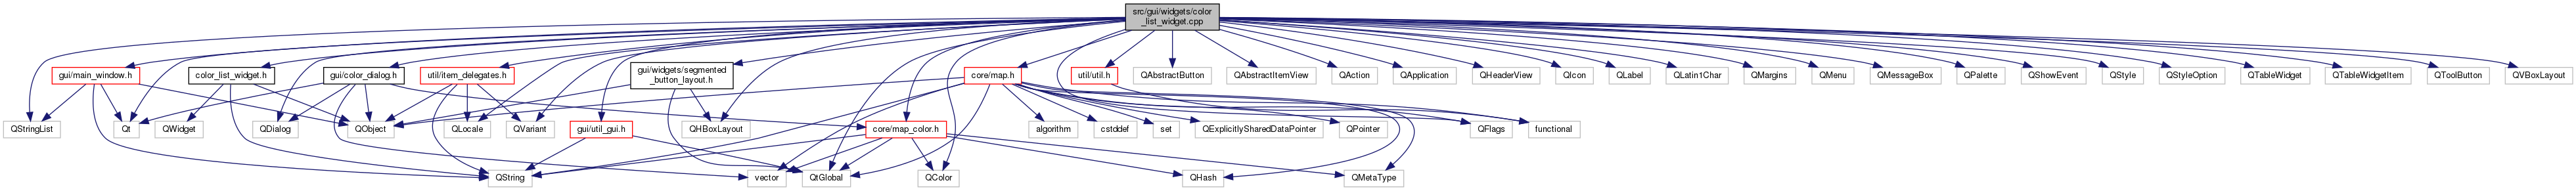 src/gui/widgets/color
_list_widget.cpp
gui/main_window.h
color_list_widget.h
gui/color_dialog.h
util/item_delegates.h
gui/widgets/segmented
_button_layout.h
core/map.h
util/util.h
QAbstractButton
QAbstractItemView
QAction
QApplication
QHeaderView
QIcon
QLabel
QLatin1Char
QMargins
QMenu
QMessageBox
QPalette
QShowEvent
QStyle
QStyleOption
QTableWidget
QTableWidgetItem
QToolButton
QVBoxLayout
QStringList
Qt
QWidget
QDialog
QObject
QLocale
QVariant
gui/util_gui.h
QHBoxLayout
core/map_color.h
algorithm
cstddef
set
QExplicitlySharedDataPointer
QPointer
QFlags
functional
QString
vector
QtGlobal
QColor
QHash
QMetaType